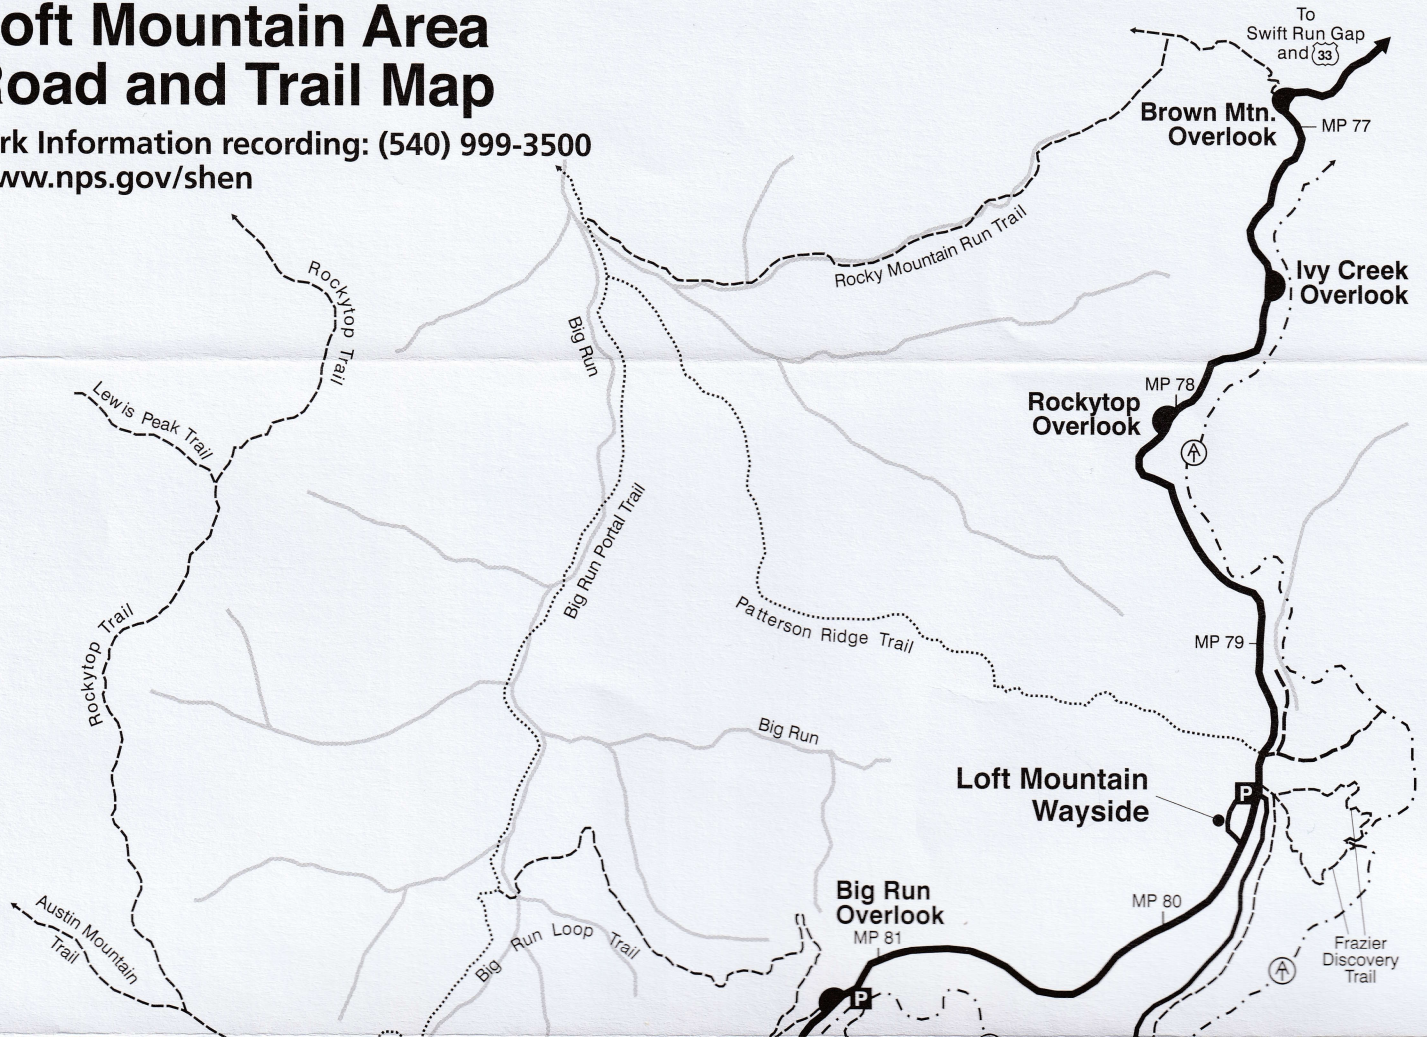 oft Mountain Area
Road and Trail Map
rk Information recording: (540) 999-3500
ww.nps.gov/shen
To
Swift Run Gap
and 33
Brown Mtn.
Overlook
MP 77
Rocky Mountain Run Trail
Ivy Creek
Overlook
Rockytop Trail
Big Run
MP 78
Rockytop
Overlook
Lewis Peak Trail
Big Run Portal Trail
Patterson Ridge Trail
Rockytop Trail
MP 79
Big Run
Loft Mountain
Wayside
P
Big Run
Overlook
MP 81
MP 80
Austin Mountain
Trail
Big Run Loop Trail
Frazier
Discovery
Trail
P